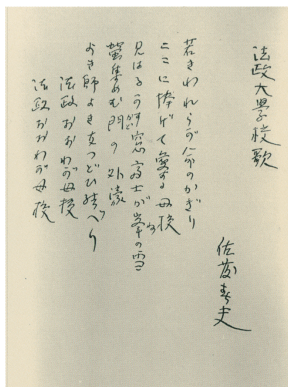 法政大學校歌
佐藤春夫
若きわれらが命のかぎり
ここに捧げて愛する母校
見はるかす窓の富士が峯の雪
螢集めむ門の外濠
よき師よき友つどひ結べり
法政おおわが母校
法政おおわが母校